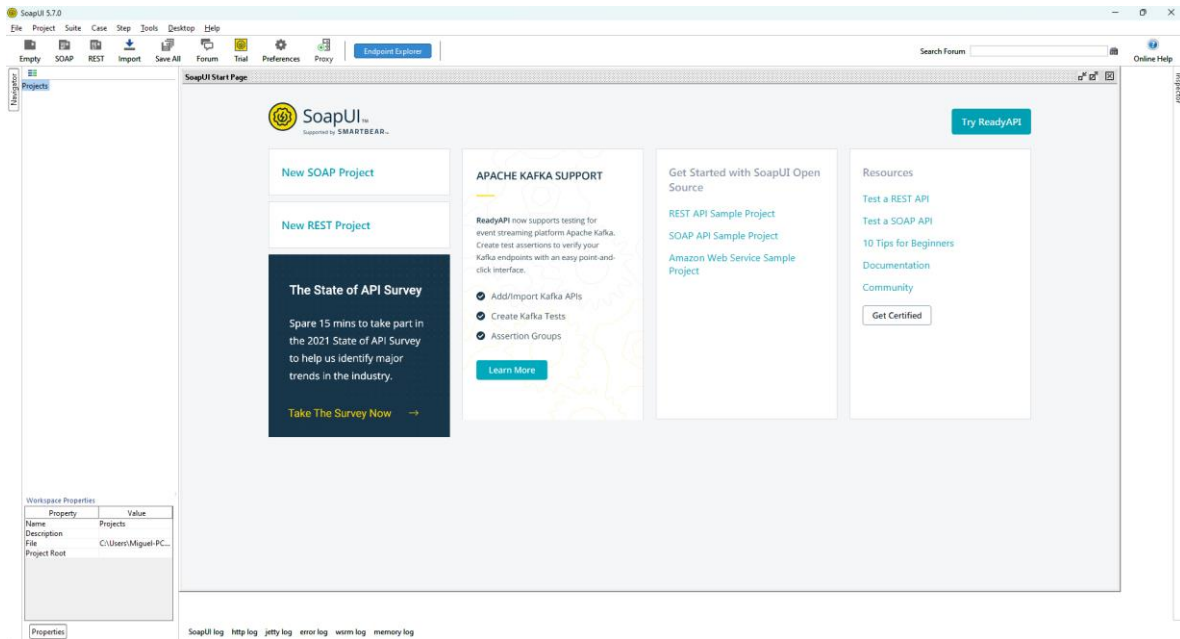 SoapUI 5.7.0
File Project Suite Case Step Tools Desktop Help
Empty SOAP REST Import Save All Forum Trial Preferences Proxy Endpoint Explorer Search Forum Online Help
Navigator
Projects
SoapUI Start Page
Inspector
SoapUI™
Supported by SMARTBEAR™
Try ReadyAPI
New SOAP Project
New REST Project
The State of API Survey
Spare 15 mins to take part in
the 2021 State of API Survey
to help us identify major
trends in the industry.
Take The Survey Now →
APACHE KAFKA SUPPORT
ReadyAPI now supports testing for
event streaming platform Apache Kafka.
Create test assertions to verify your
Kafka endpoints with an easy point-and-
click interface.
Add/Import Kafka APIs
Create Kafka Tests
Assertion Groups
Learn More
Get Started with SoapUI Open
Source
REST API Sample Project
SOAP API Sample Project
Amazon Web Service Sample
Project
Resources
Test a REST API
Test a SOAP API
10 Tips for Beginners
Documentation
Community
Get Certified
Workspace Properties
Property Value
Name Projects
Description
File C:\Users\Miguel-PC...
Project Root
Properties
SoapUI log http log jetty log error log wsrm log memory log